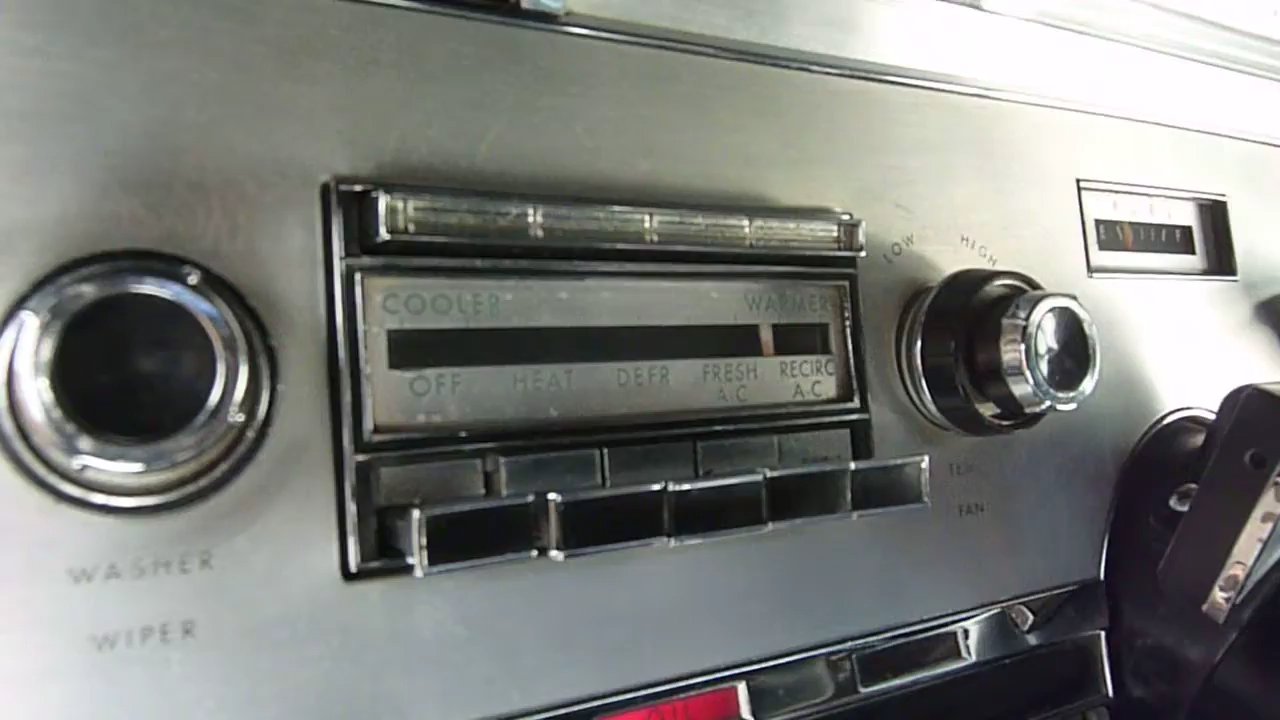 COOLER WARMER
OFF HEAT DEFR FRESH A-C RECIRC A-C
LOW HIGH
FAN
WASHER
WIPER